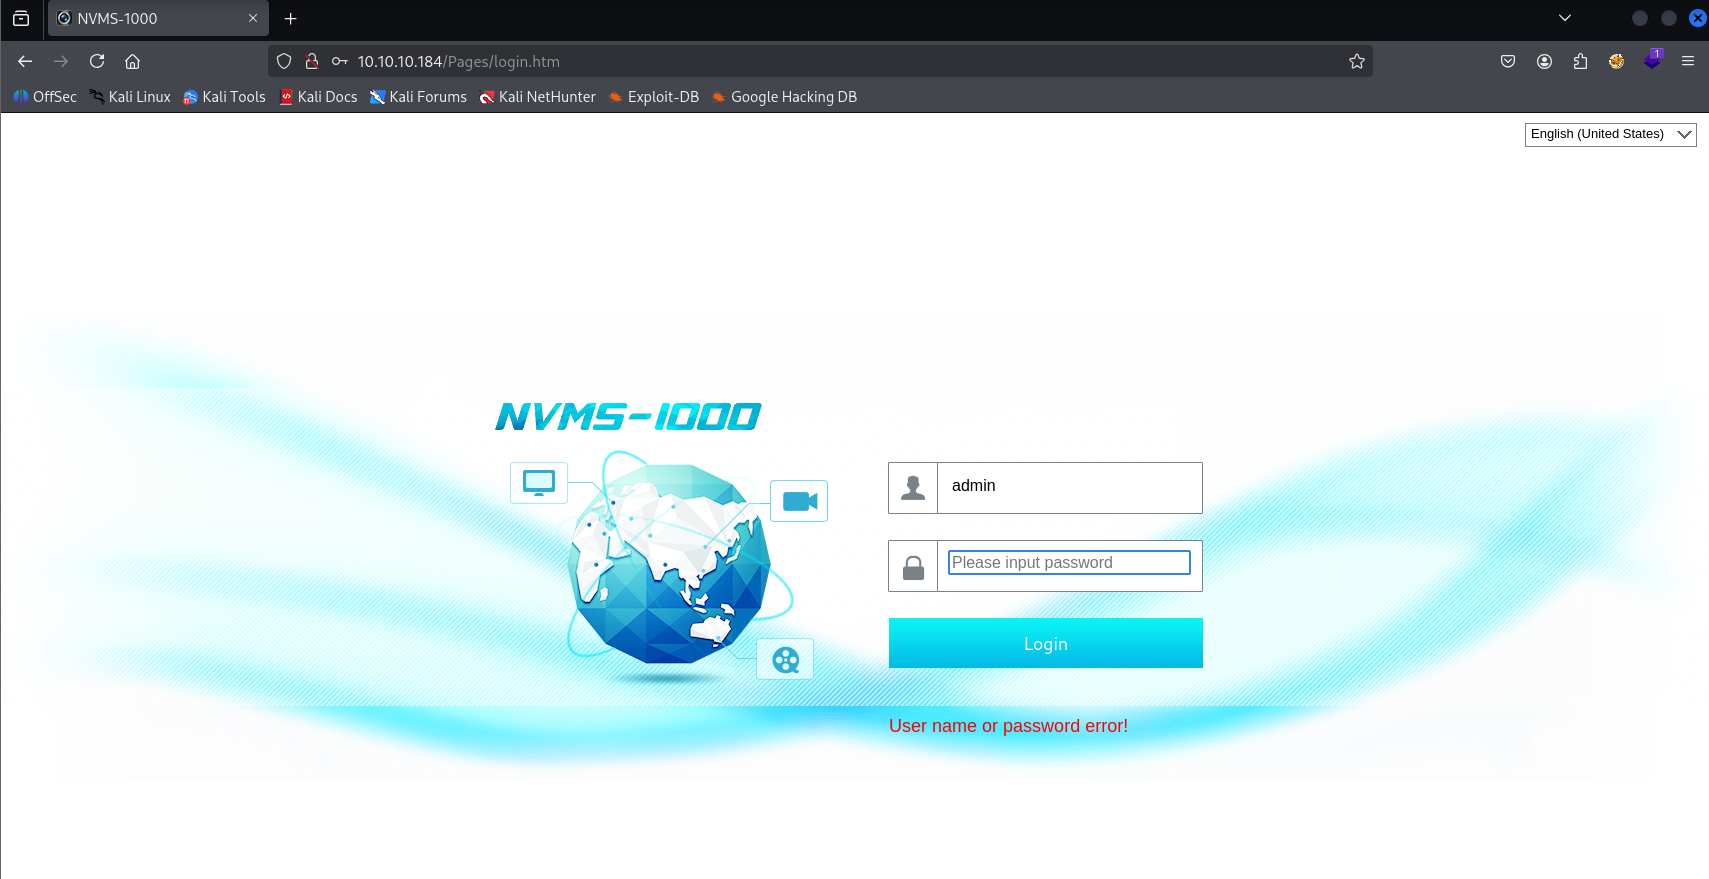 NVMS-1000
10.10.10.184/Pages/login.htm
1
OffSec Kali Linux Kali Tools Kali Docs Kali Forums Kali NetHunter Exploit-DB Google Hacking DB
English (United States)
NVMS-1000
admin
Please input password
Login
User name or password error!